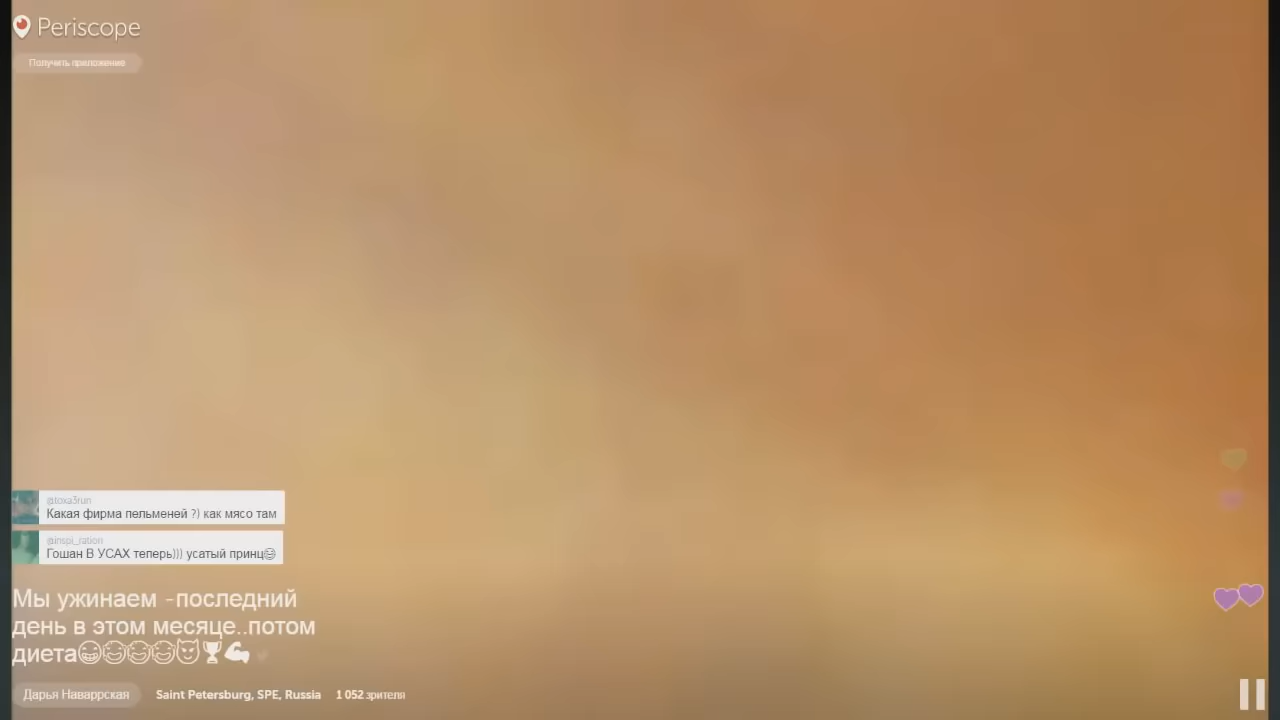 Periscope
Получить приложение
@toxa3run
Какая фирма пельменей ?) как мясо там
@inspi_ration
Гошан В УСАХ теперь))) усатый принц😂
Мы ужинаем -последний
день в этом месяце..потом
диета😁😂😂😂😈🏆💪
Дарья Наваррская Saint Petersburg, SPE, Russia 1 052 зрителя